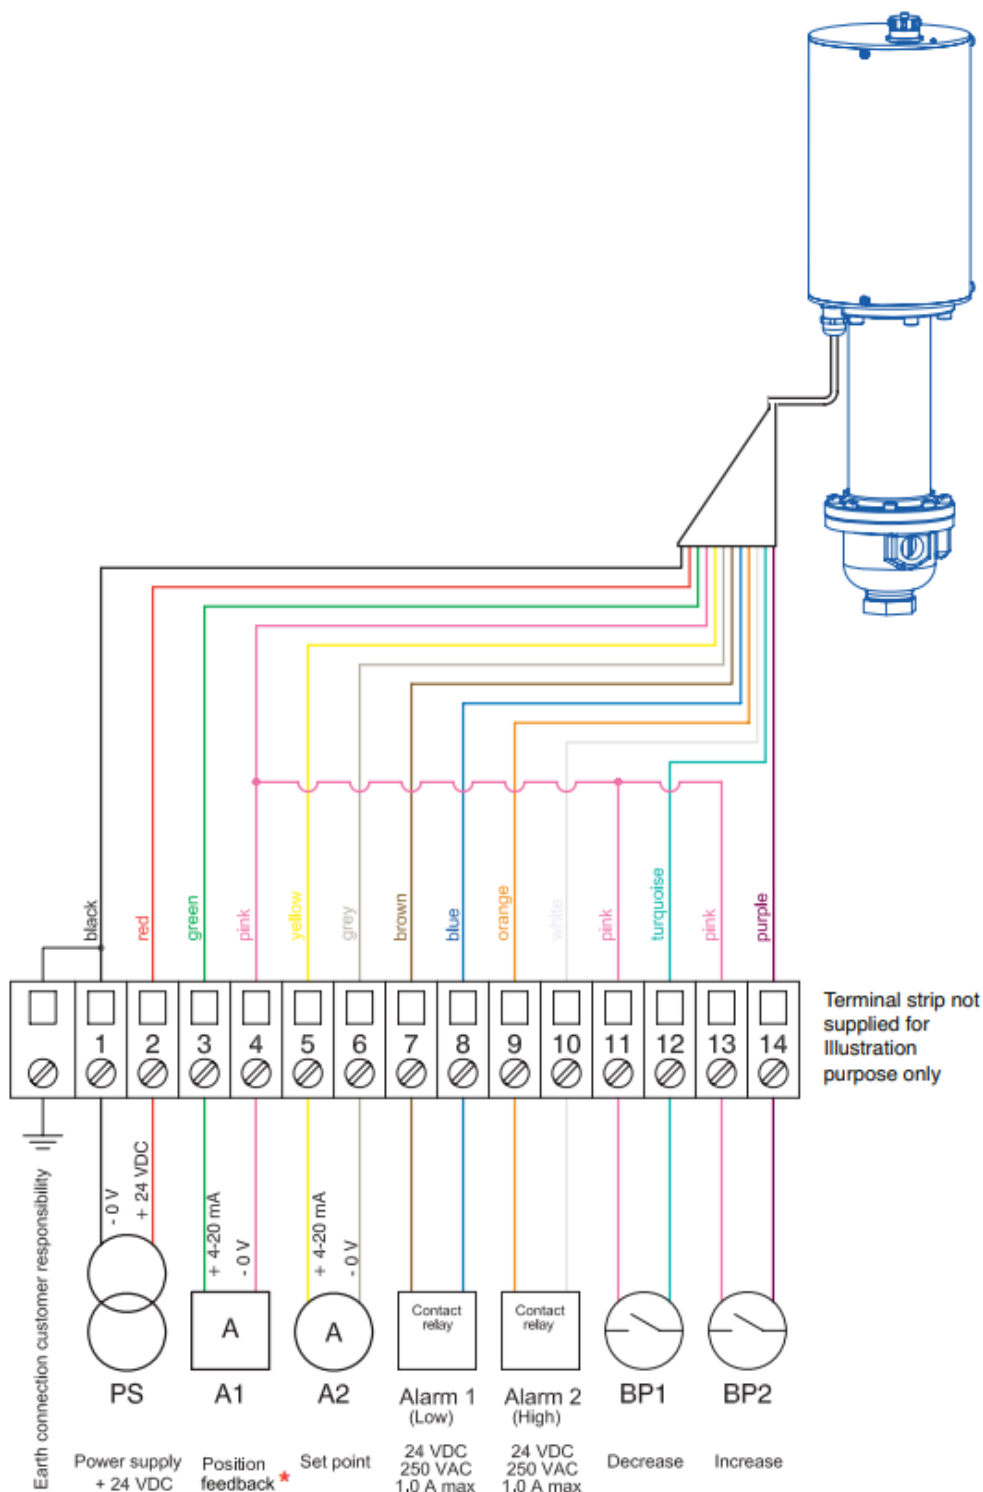 black
red
green
pink
yellow
grey
brown
blue
orange
white
pink
turquoise
pink
purple
1 2 3 4 5 6 7 8 9 10 11 12 13 14
Terminal strip not
supplied for
Illustration
purpose only
Earth connection customer responsibility
- 0 V
+ 24 VDC
+ 4-20 mA
- 0 V
+ 4-20 mA
- 0 V
A
A
Contact
relay
Contact
relay
PS
A1
A2
Alarm 1
(Low)
Alarm 2
(High)
BP1
BP2
Power supply
+ 24 VDC
Position
feedback *
Set point
24 VDC
250 VAC
1.0 A max
24 VDC
250 VAC
1.0 A max
Decrease
Increase